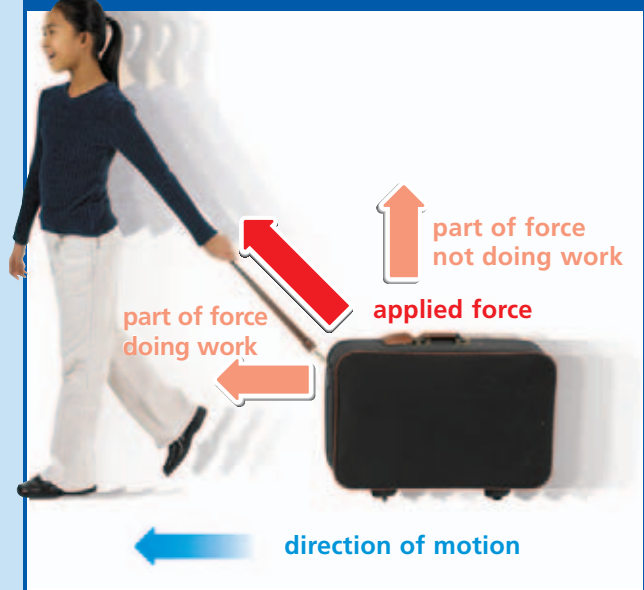 part of force
not doing work
applied force
part of force
doing work
direction of motion